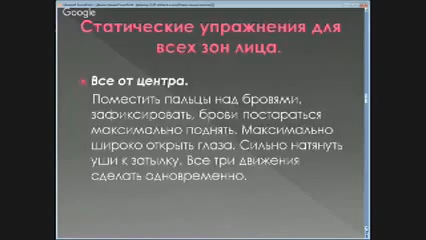 Google
Статические упражнения для
всех зон лица.
Все от центра.
Поместить пальцы над бровями,
зафиксировать, брови постараться
максимально поднять. Максимально
широко открыть глаза. Сильно натянуть
уши к затылку. Все три движения
сделать одновременно.